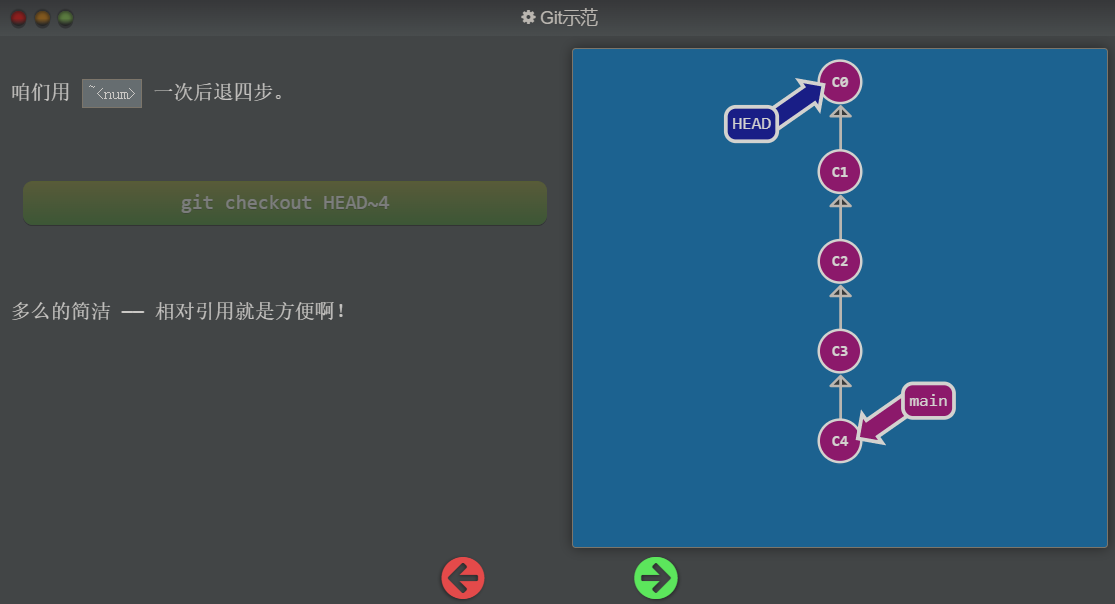 Git示范
咱们用 ~<num> 一次后退四步。
git checkout HEAD~4
多么的简洁 —— 相对引用就是方便啊！
C0
HEAD
C1
C2
C3
main
C4